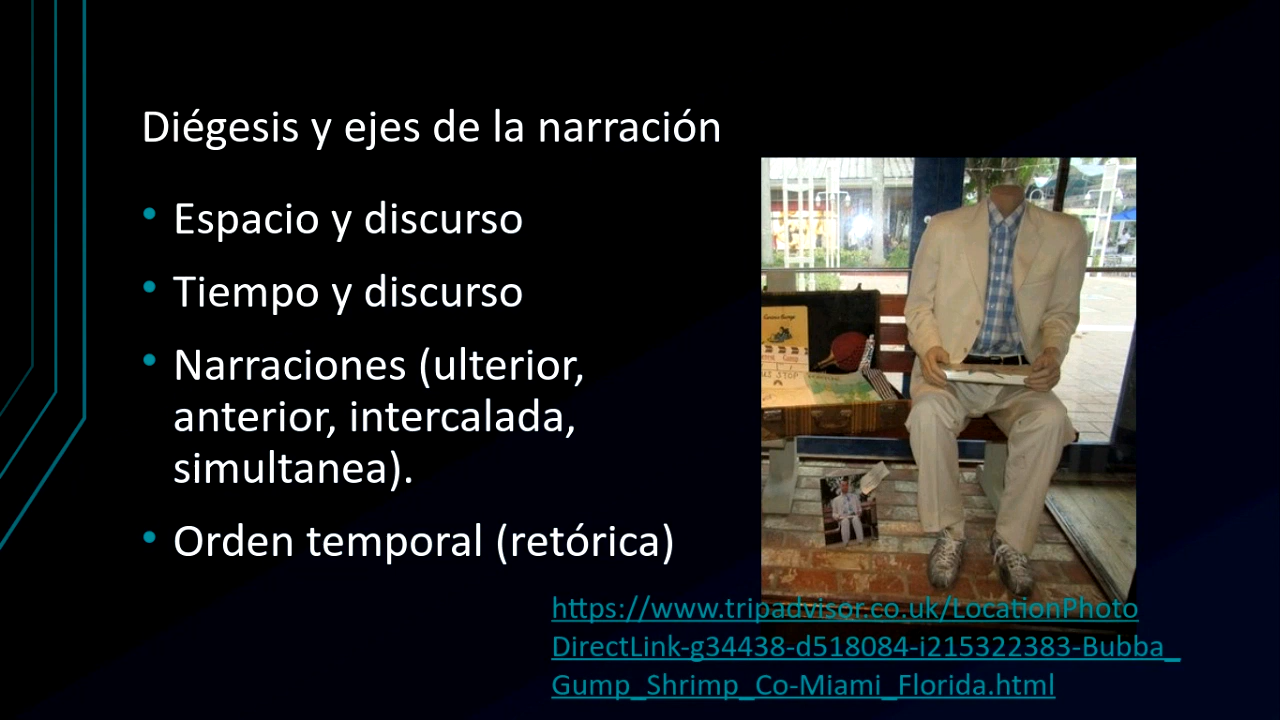 Diégesis y ejes de la narración
• Espacio y discurso
• Tiempo y discurso
• Narraciones (ulterior,
anterior, intercalada,
simultanea).
• Orden temporal (retórica)
https://www.tripadvisor.co.uk/LocationPhoto
DirectLink-g34438-d518084-i215322383-Bubba_
Gump_Shrimp_Co-Miami_Florida.html